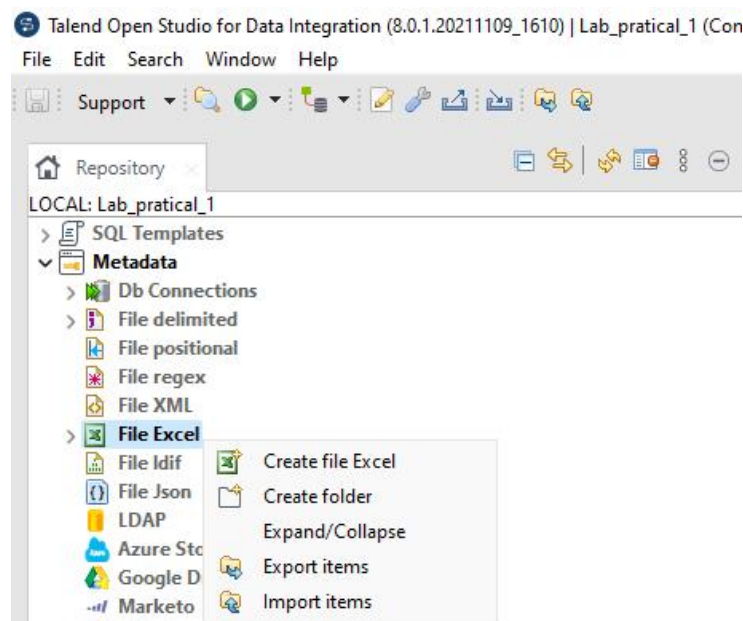 Talend Open Studio for Data Integration (8.0.1.20211109_1610) | Lab_pratical_1 (Con
File Edit Search Window Help
Support
Repository
LOCAL: Lab_pratical_1
SQL Templates
Metadata
Db Connections
File delimited
File positional
File regex
File XML
File Excel
Create file Excel
File ldif
File Json
Create folder
LDAP
Expand/Collapse
Azure Sto
Export items
Google D
Marketo
Import items